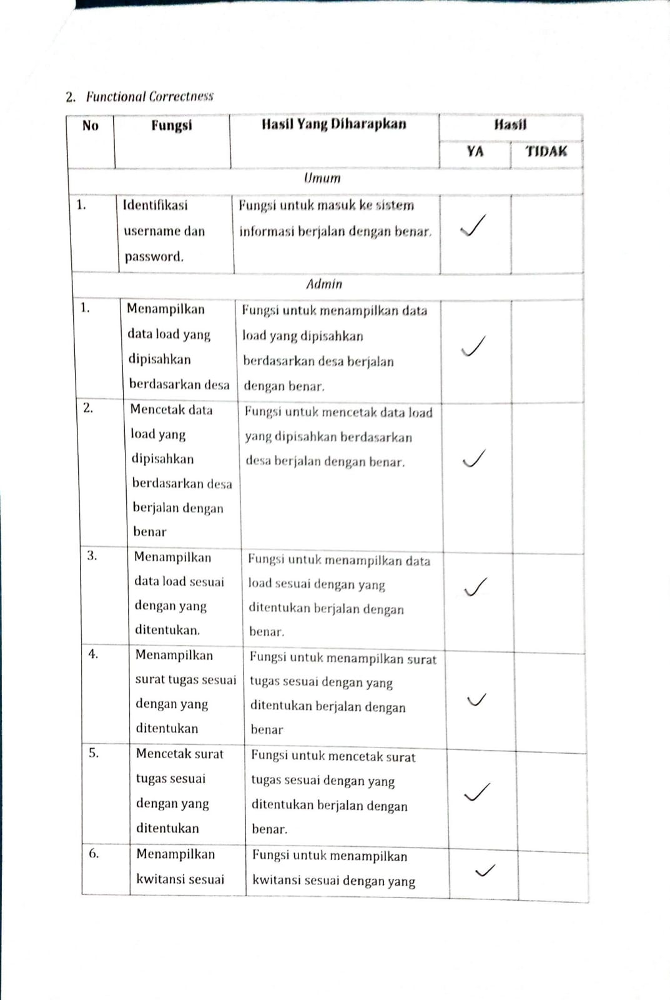 2. Functional Correctness
No Fungsi Hasil Yang Diharapkan Hasil
YA TIDAK
Umum
1. Identifikasi Fungsi untuk masuk ke sistem
username dan informasi berjalan dengan benar.
password.
Admin
1. Menampilkan Fungsi untuk menampilkan data
data load yang load yang dipisahkan
dipisahkan berdasarkan desa berjalan
berdasarkan desa dengan benar.
2. Mencetak data Fungsi untuk mencetak data load
load yang yang dipisahkan berdasarkan
dipisahkan desa berjalan dengan benar.
berdasarkan desa
berjalan dengan
benar
3. Menampilkan Fungsi untuk menampilkan data
data load sesuai load sesuai dengan yang
dengan yang ditentukan berjalan dengan
ditentukan. benar.
4. Menampilkan Fungsi untuk menampilkan surat
surat tugas sesuai tugas sesuai dengan yang
dengan yang ditentukan berjalan dengan
ditentukan benar
5. Mencetak surat Fungsi untuk mencetak surat
tugas sesuai tugas sesuai dengan yang
dengan yang ditentukan berjalan dengan
ditentukan benar.
6. Menampilkan Fungsi untuk menampilkan
kwitansi sesuai kwitansi sesuai dengan yang